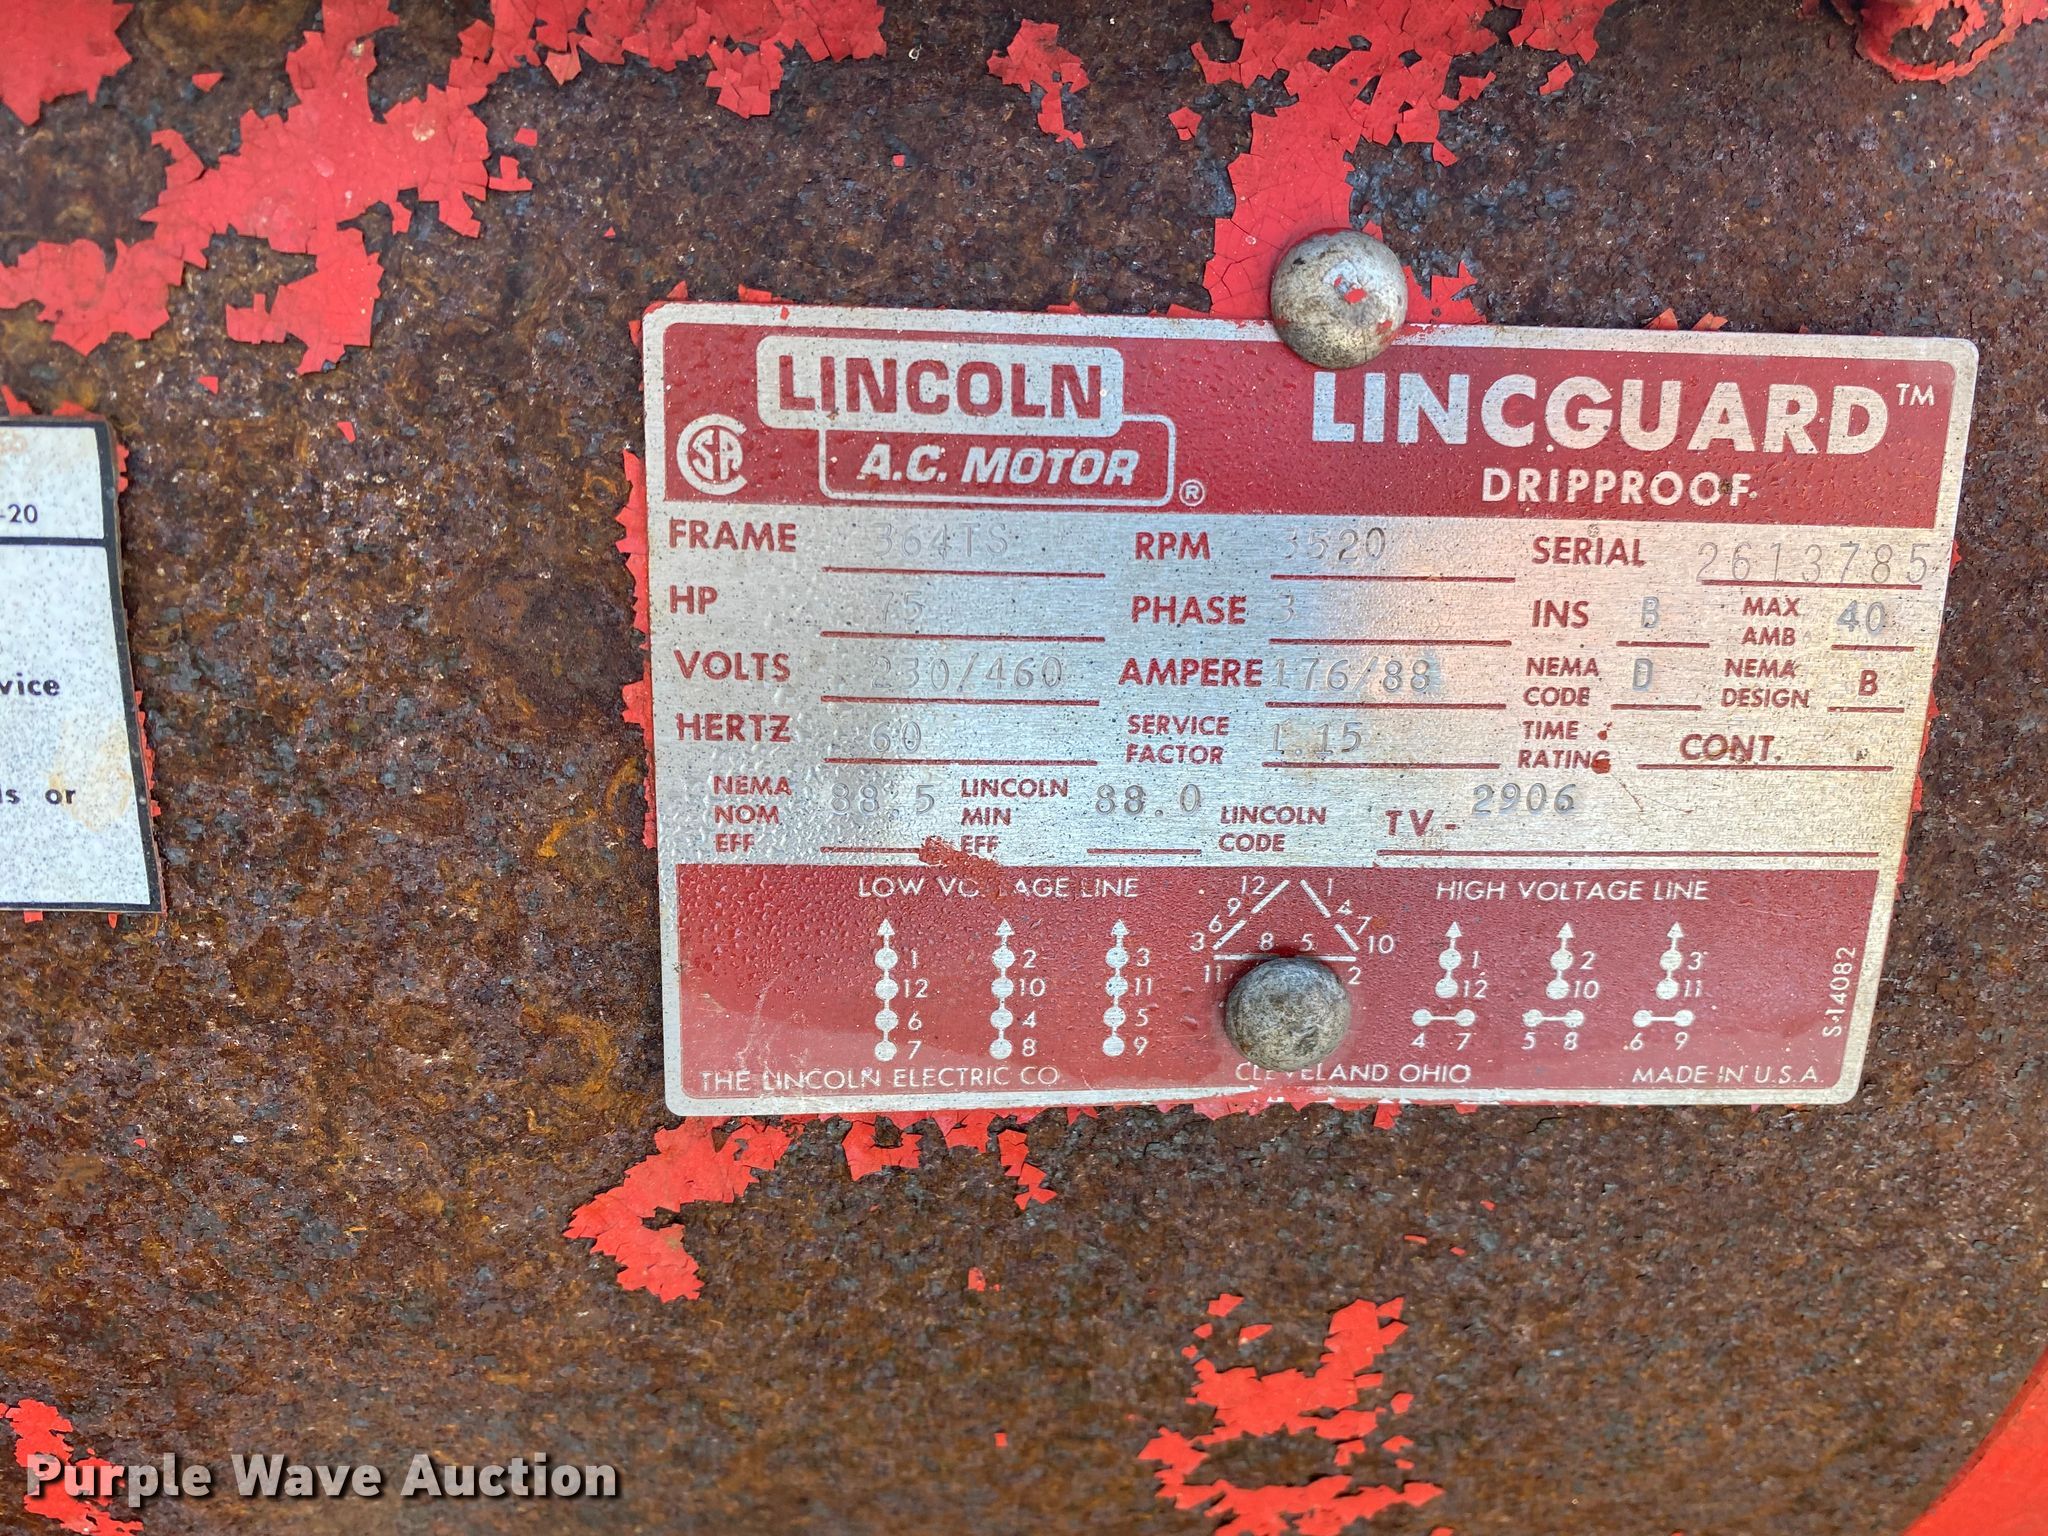 LINCOLN
A.C. MOTOR ®
SA
LINCGUARD™
DRIPPROOF
FRAME 364TS RPM 3520 SERIAL 2613785
HP 75 PHASE 3 INS B MAX AMB 40
VOLTS 230/460 AMPERE 176/88 NEMA CODE D NEMA DESIGN B
HERTZ 60 SERVICE FACTOR 1.15 TIME RATING CONT.
NEMA NOM EFF 88.5 LINCOLN MIN EFF 88.0 LINCOLN CODE TV-2906
LOW VOLTAGE LINE
1 2 3
12 10 11
6 4 5
7 8 9
12 1
9 4
6 7
3 8 5 10
11 2
HIGH VOLTAGE LINE
1 2 3
12 10 11
4 7 5 8 6 9
S-14082
THE LINCOLN ELECTRIC CO. CLEVELAND OHIO MADE IN U.S.A.
-20
vice
ls or
Purple Wave Auction